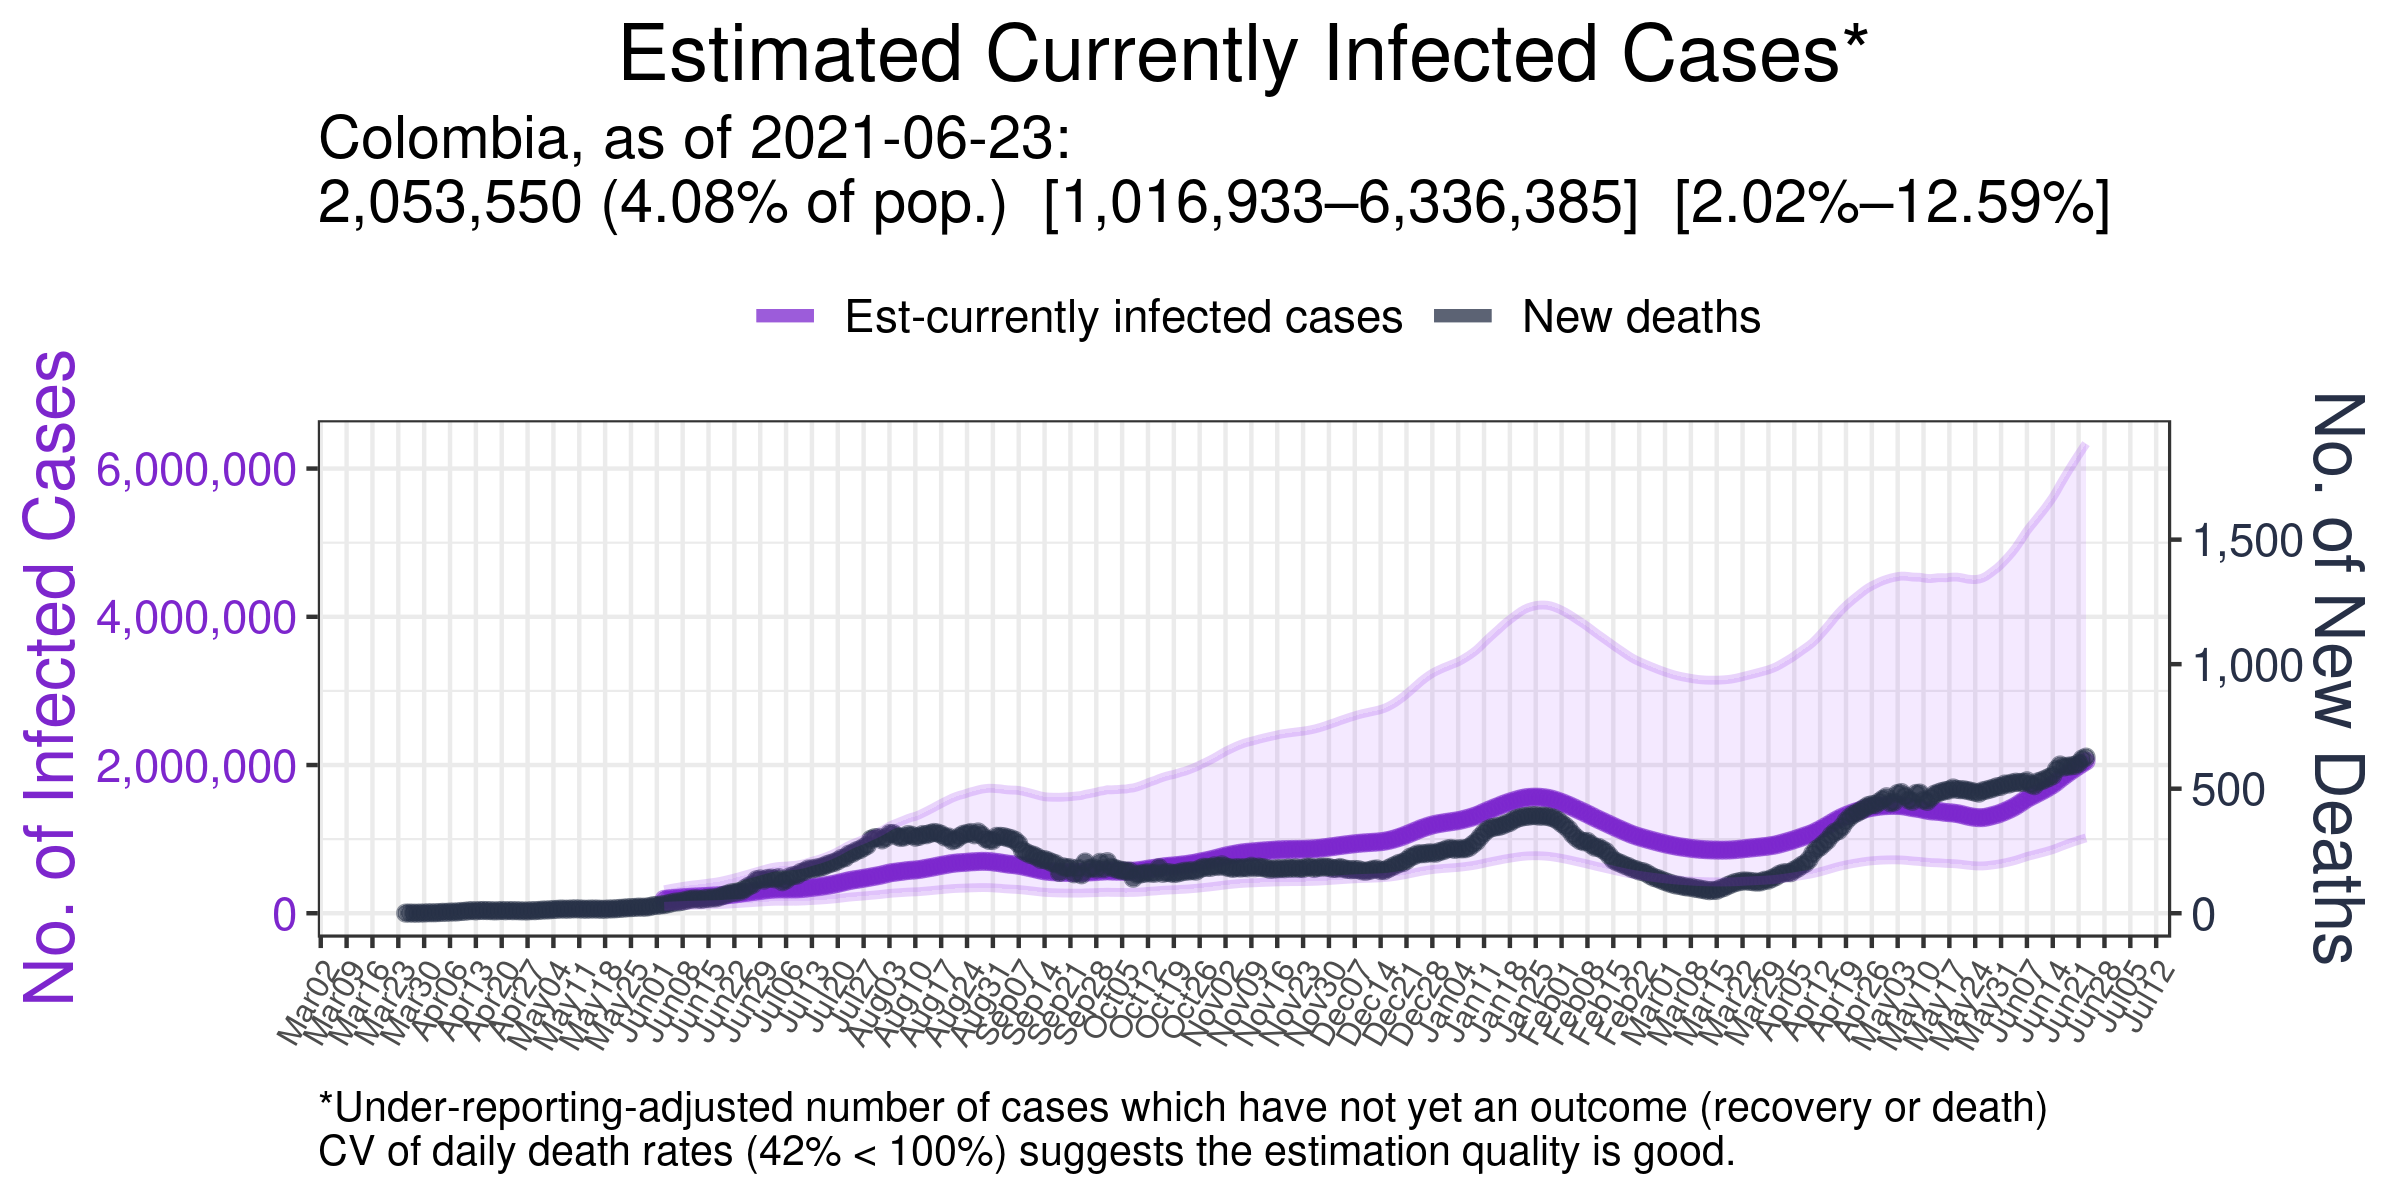 Estimated Currently Infected Cases*
Colombia, as of 2021-06-23:
2,053,550 (4.08% of pop.) [1,016,933–6,336,385] [2.02%–12.59%]
Est-currently infected cases
New deaths
No. of Infected Cases
6,000,000
4,000,000
2,000,000
0
No. of New Deaths
1,500
1,000
500
0
Mar02
Mar09
Mar16
Mar23
Mar30
Apr06
Apr13
Apr20
Apr27
May04
May11
May18
May25
Jun01
Jun08
Jun15
Jun22
Jun29
Jul06
Jul13
Jul20
Jul27
Aug03
Aug10
Aug17
Aug24
Aug31
Sep07
Sep14
Sep21
Sep28
Oct05
Oct12
Oct19
Oct26
Nov02
Nov09
Nov16
Nov23
Nov30
Dec07
Dec14
Dec21
Dec28
Jan04
Jan11
Jan18
Jan25
Feb01
Feb08
Feb15
Feb22
Mar01
Mar08
Mar15
Mar22
Mar29
Apr05
Apr12
Apr19
Apr26
May03
May10
May17
May24
May31
Jun07
Jun14
Jun21
Jun28
Jul05
Jul12
*Under-reporting-adjusted number of cases which have not yet an outcome (recovery or death)
CV of daily death rates (42% < 100%) suggests the estimation quality is good.